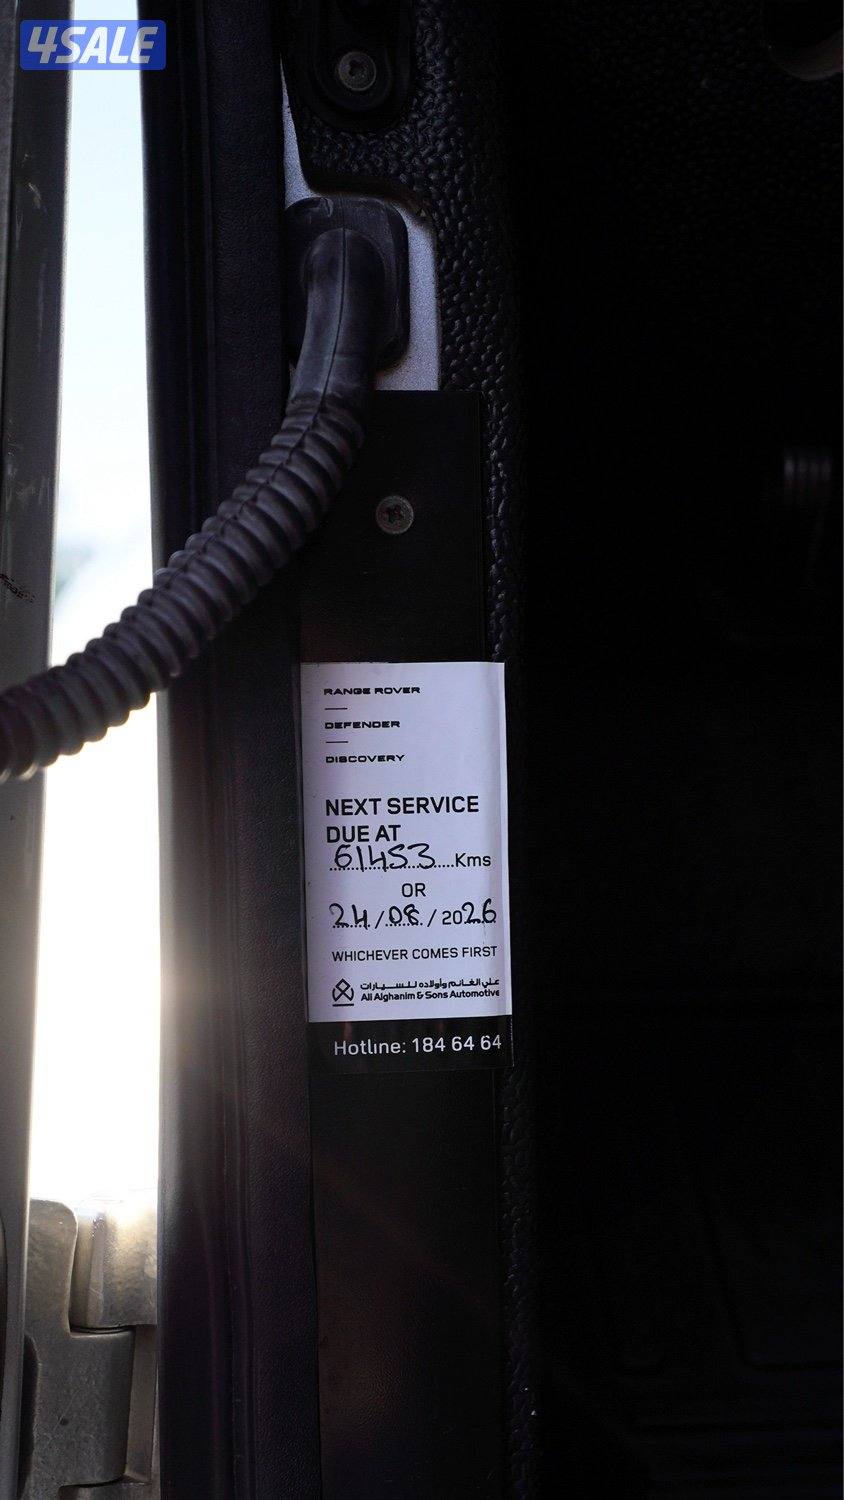 4SALE
RANGE ROVER
DEFENDER
DISCOVERY
NEXT SERVICE
DUE AT
61453 Kms
OR
24/08/2026
WHICHEVER COMES FIRST
علي الغانم وأولاده للسيارات
Ali Alghanim & Sons Automotive
Hotline: 184 64 64